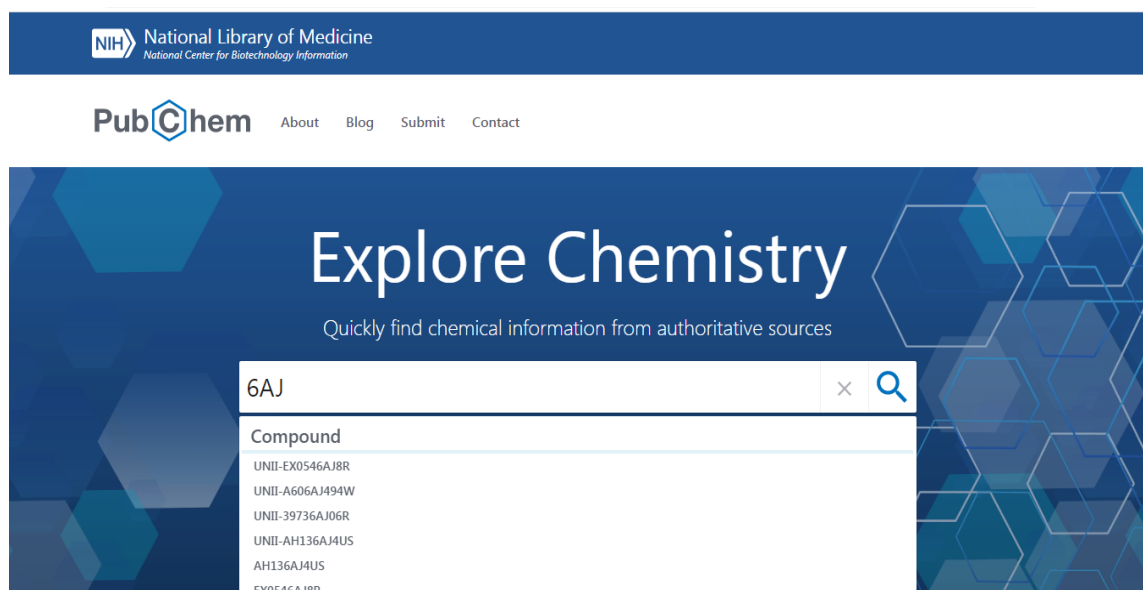 NIH National Library of Medicine
National Center for Biotechnology Information
PubChem About Blog Submit Contact
Explore Chemistry
Quickly find chemical information from authoritative sources
6AJ
Compound
UNII-EX0546AJ8R
UNII-A606AJ494W
UNII-39736AJ06R
UNII-AH136AJ4US
AH136AJ4US
EX0546AJ8R